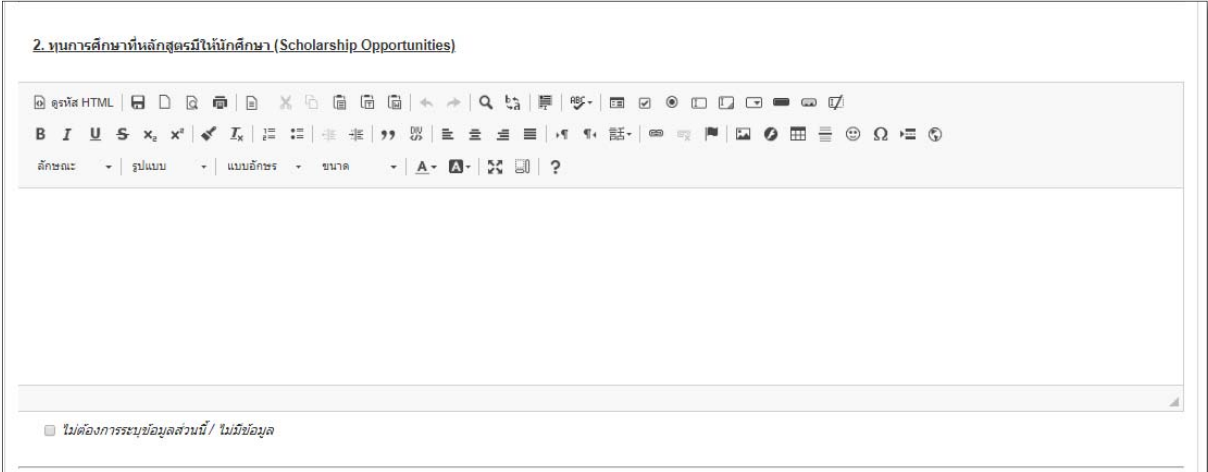 2. ทุนการศึกษาที่หลักสูตรมีให้นักศึกษา (Scholarship Opportunities)
ดูรหัส HTML
B I U S x₂ x² Iₓ
ลักษณะ รูปแบบ แบบอักษร ขนาด A A ?
ไม่ต้องการระบุข้อมูลส่วนนี้ / ไม่มีข้อมูล